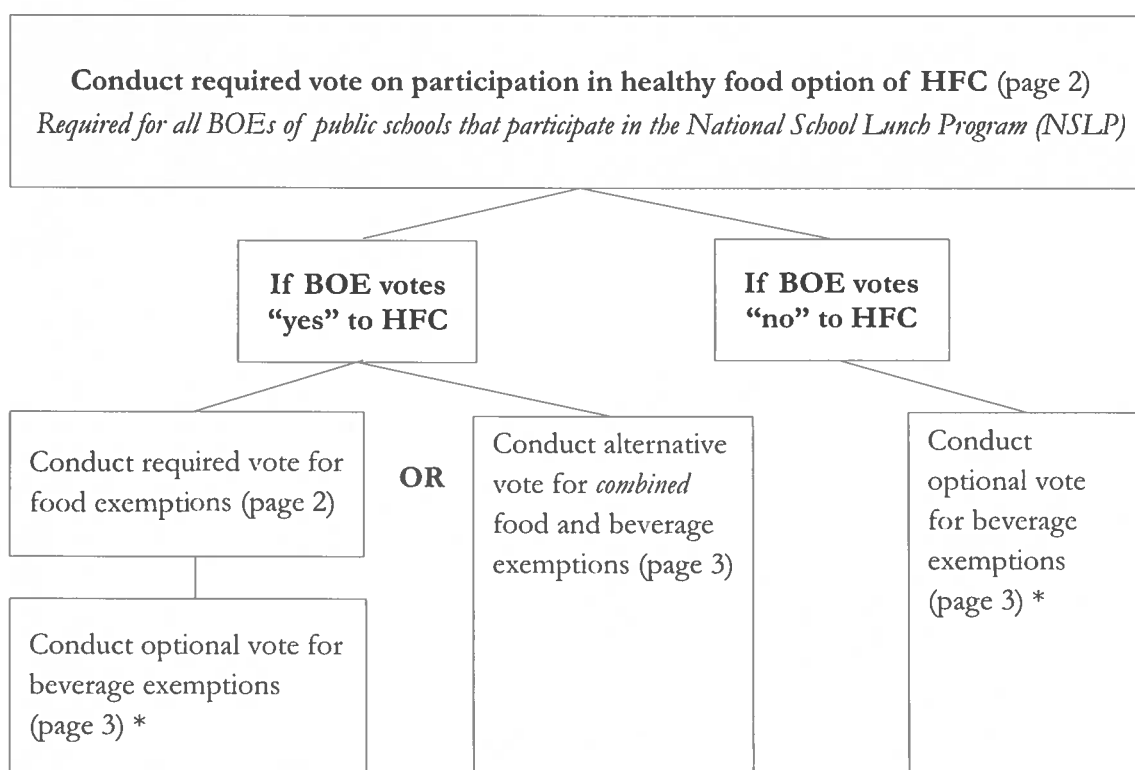 Conduct required vote on participation in healthy food option of HFC (page 2)
Required for all BOEs of public schools that participate in the National School Lunch Program (NSLP)
If BOE votes
“yes” to HFC
If BOE votes
“no” to HFC
Conduct required vote for
food exemptions (page 2)
OR
Conduct alternative
vote for combined
food and beverage
exemptions (page 3)
Conduct
optional vote
for beverage
exemptions
(page 3) *
Conduct optional vote for
beverage exemptions
(page 3) *